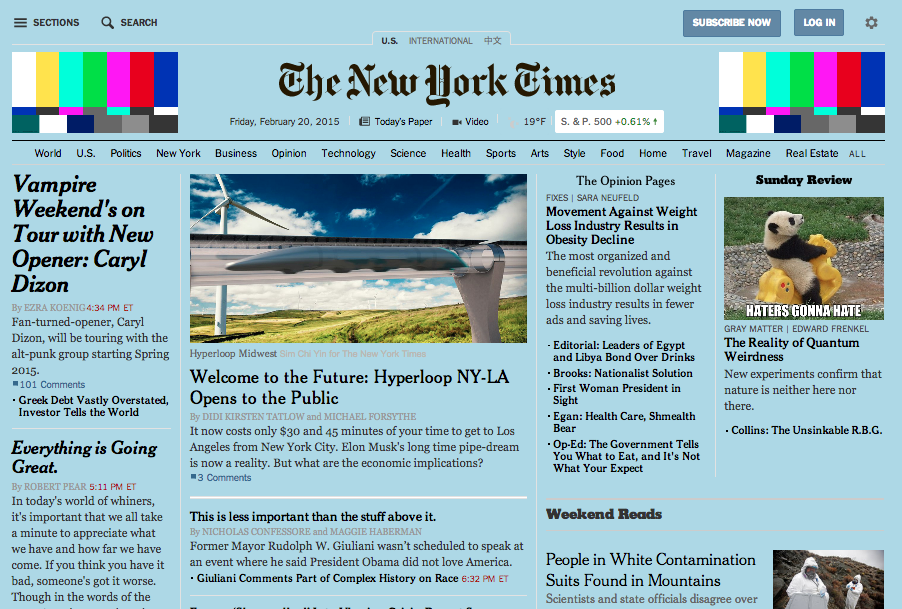 SECTIONS SEARCH SUBSCRIBE NOW LOG IN
U.S. INTERNATIONAL 中文
The New York Times
Friday, February 20, 2015 Today's Paper Video 19°F S. & P. 500 +0.61% ↑
World U.S. Politics New York Business Opinion Technology Science Health Sports Arts Style Food Home Travel Magazine Real Estate ALL
Vampire
Weekend's on
Tour with New
Opener: Caryl
Dizon
By EZRA KOENIG 4:34 PM ET
Fan-turned-opener, Caryl
Dizon, will be touring with the
alt-punk group starting Spring
2015.
101 Comments
· Greek Debt Vastly Overstated,
Investor Tells the World
Everything is Going
Great.
By ROBERT PEAR 5:11 PM ET
In today's world of whiners,
it's important that we all take
a minute to appreciate what
we have and how far we have
come. If you think you have it
bad, someone's got it worse.
Though in the words of the
Hyperloop Midwest Sim Chi Yin for The New York Times
Welcome to the Future: Hyperloop NY-LA
Opens to the Public
By DIDI KIRSTEN TATLOW and MICHAEL FORSYTHE
It now costs only $30 and 45 minutes of your time to get to Los
Angeles from New York City. Elon Musk's long time pipe-dream
is now a reality. But what are the economic implications?
3 Comments
This is less important than the stuff above it.
By NICHOLAS CONFESSORE and MAGGIE HABERMAN
Former Mayor Rudolph W. Giuliani wasn't scheduled to speak at
an event where he said President Obama did not love America.
· Giuliani Comments Part of Complex History on Race 6:32 PM ET
The Opinion Pages
FIXES | SARA NEUFELD
Movement Against Weight
Loss Industry Results in
Obesity Decline
The most organized and
beneficial revolution against
the multi-billion dollar weight
loss industry results in fewer
ads and saving lives.
· Editorial: Leaders of Egypt
and Libya Bond Over Drinks
· Brooks: Nationalist Solution
· First Woman President in
Sight
· Egan: Health Care, Shmealth
Bear
· Op-Ed: The Government Tells
You What to Eat, and It's Not
What Your Expect
Sunday Review
HATERS GONNA HATE
GRAY MATTER | EDWARD FRENKEL
The Reality of Quantum
Weirdness
New experiments confirm that
nature is neither here nor
there.
· Collins: The Unsinkable R.B.G.
Weekend Reads
People in White Contamination
Suits Found in Mountains
Scientists and state officials disagree over